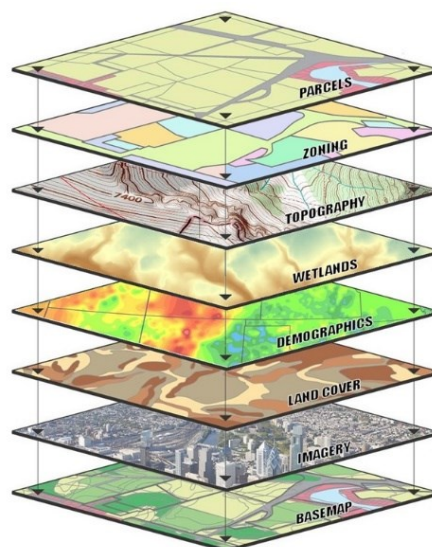 PARCELS
ZONING
1400
TOPOGRAPHY
WETLANDS
DEMOGRAPHICS
LAND COVER
IMAGERY
BASEMAP